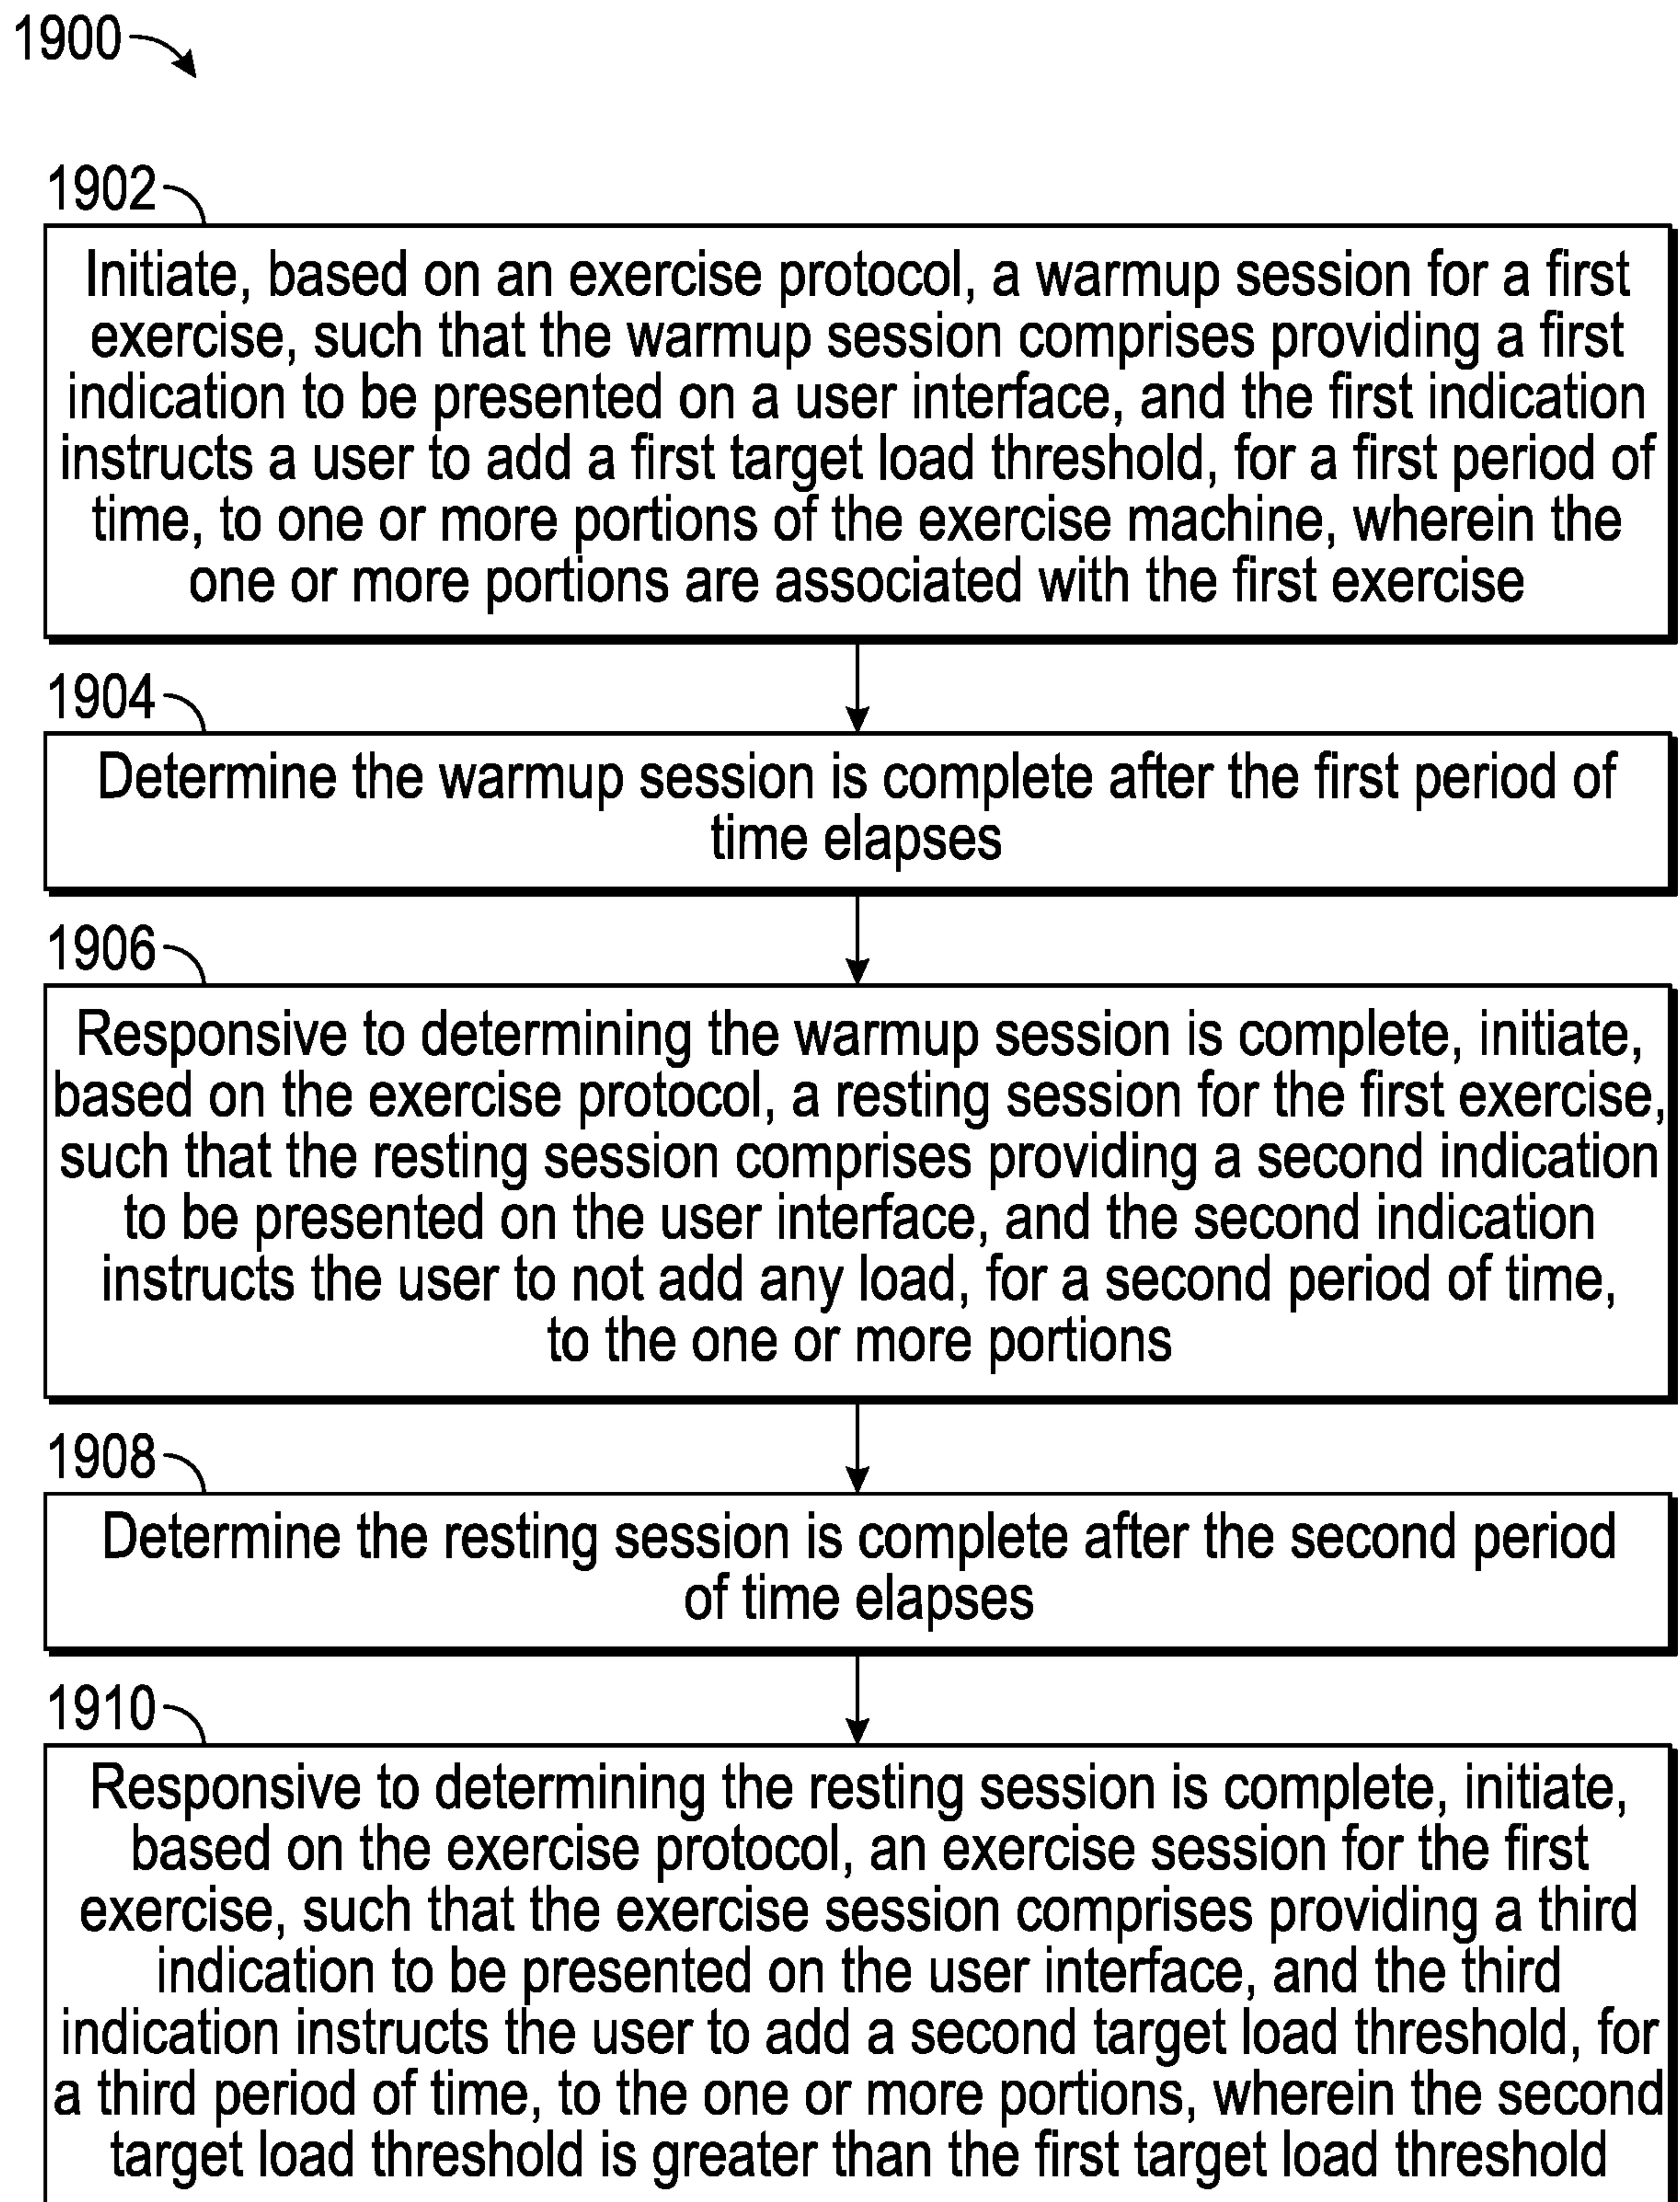 1900
1902
Initiate, based on an exercise protocol, a warmup session for a first
exercise, such that the warmup session comprises providing a first
indication to be presented on a user interface, and the first indication
instructs a user to add a first target load threshold, for a first period of
time, to one or more portions of the exercise machine, wherein the
one or more portions are associated with the first exercise
1904
Determine the warmup session is complete after the first period of
time elapses
1906
Responsive to determining the warmup session is complete, initiate,
based on the exercise protocol, a resting session for the first exercise,
such that the resting session comprises providing a second indication
to be presented on the user interface, and the second indication
instructs the user to not add any load, for a second period of time,
to the one or more portions
1908
Determine the resting session is complete after the second period
of time elapses
1910
Responsive to determining the resting session is complete, initiate,
based on the exercise protocol, an exercise session for the first
exercise, such that the exercise session comprises providing a third
indication to be presented on the user interface, and the third
indication instructs the user to add a second target load threshold, for
a third period of time, to the one or more portions, wherein the second
target load threshold is greater than the first target load threshold